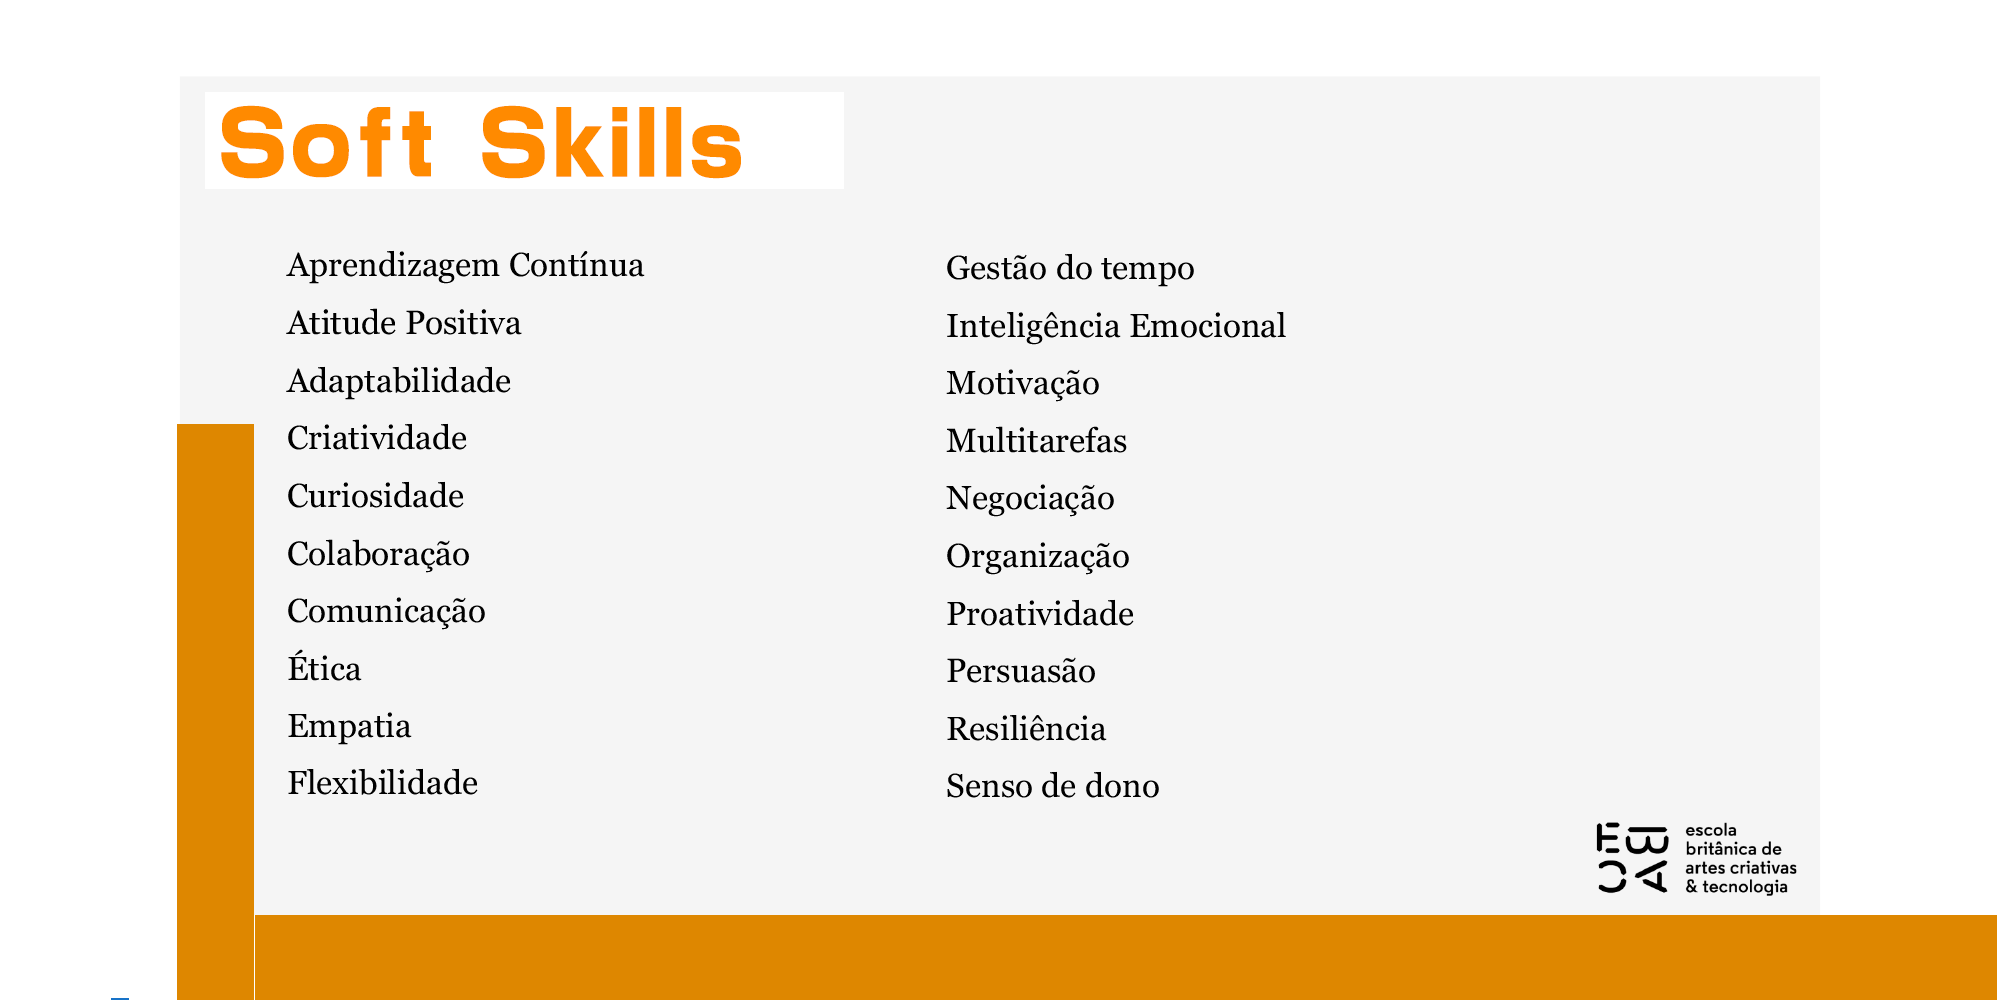 Soft Skills
Aprendizagem Contínua
Atitude Positiva
Adaptabilidade
Criatividade
Curiosidade
Colaboração
Comunicação
Ética
Empatia
Flexibilidade
Gestão do tempo
Inteligência Emocional
Motivação
Multitarefas
Negociação
Organização
Proatividade
Persuasão
Resiliência
Senso de dono
EBAC
escola
britânica de
artes criativas
& tecnologia